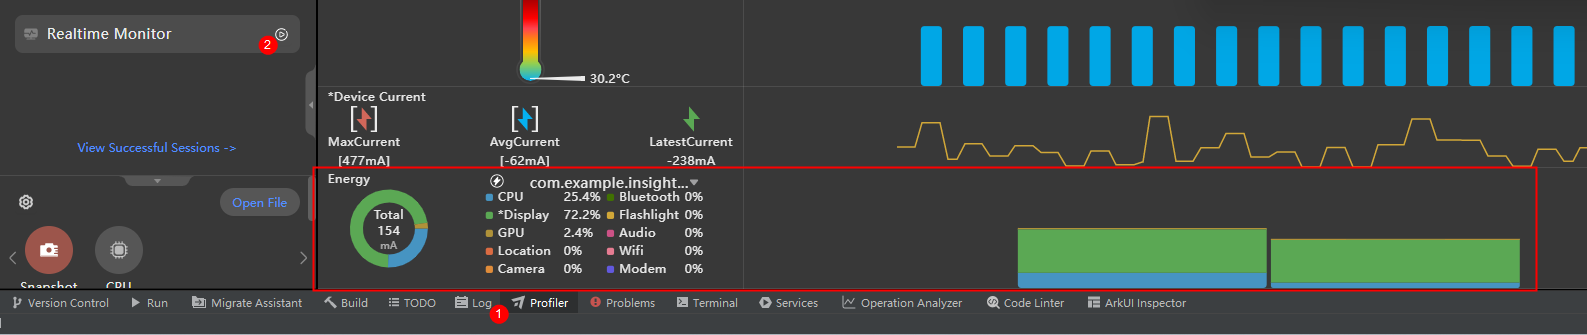 Realtime Monitor
2
View Successful Sessions ->
Open File
Snapshot
CPU
30.2°C
*Device Current
MaxCurrent AvgCurrent LatestCurrent
[477mA] [-62mA] -238mA
Energy
com.example.insight...
Total
154
mA
CPU 25.4% Bluetooth 0%
*Display 72.2% Flashlight 0%
GPU 2.4% Audio 0%
Location 0% Wifi 0%
Camera 0% Modem 0%
Version Control Run Migrate Assistant Build TODO Log Profiler Problems Terminal Services Operation Analyzer Code Linter ArkUI Inspector
1